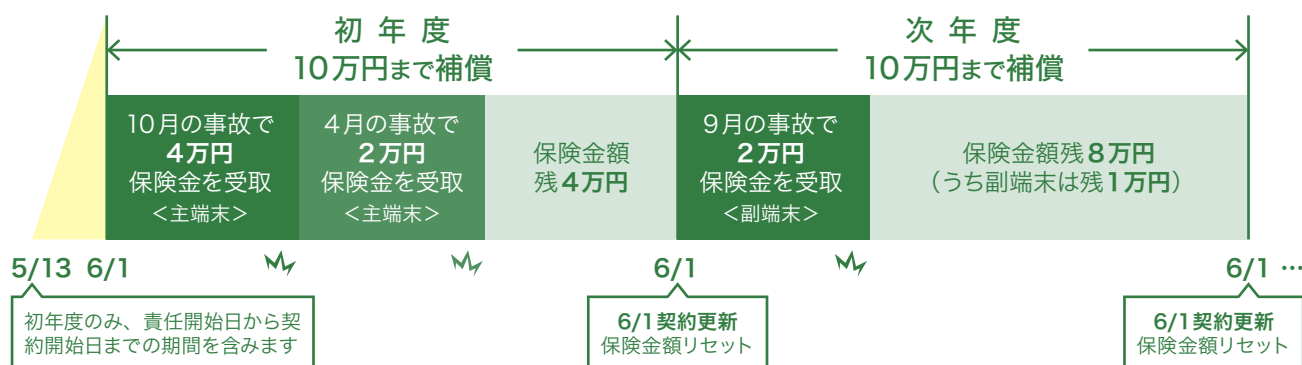 初年度
10万円まで補償
次年度
10万円まで補償
10月の事故で
4万円
保険金を受取
＜主端末＞
4月の事故で
2万円
保険金を受取
＜主端末＞
保険金額
残4万円
9月の事故で
2万円
保険金を受取
＜副端末＞
保険金額残8万円
（うち副端末は残1万円）
5/13 6/1
6/1
6/1 …
初年度のみ、責任開始日から契
約開始日までの期間を含みます
6/1契約更新
保険金額リセット
6/1契約更新
保険金額リセット